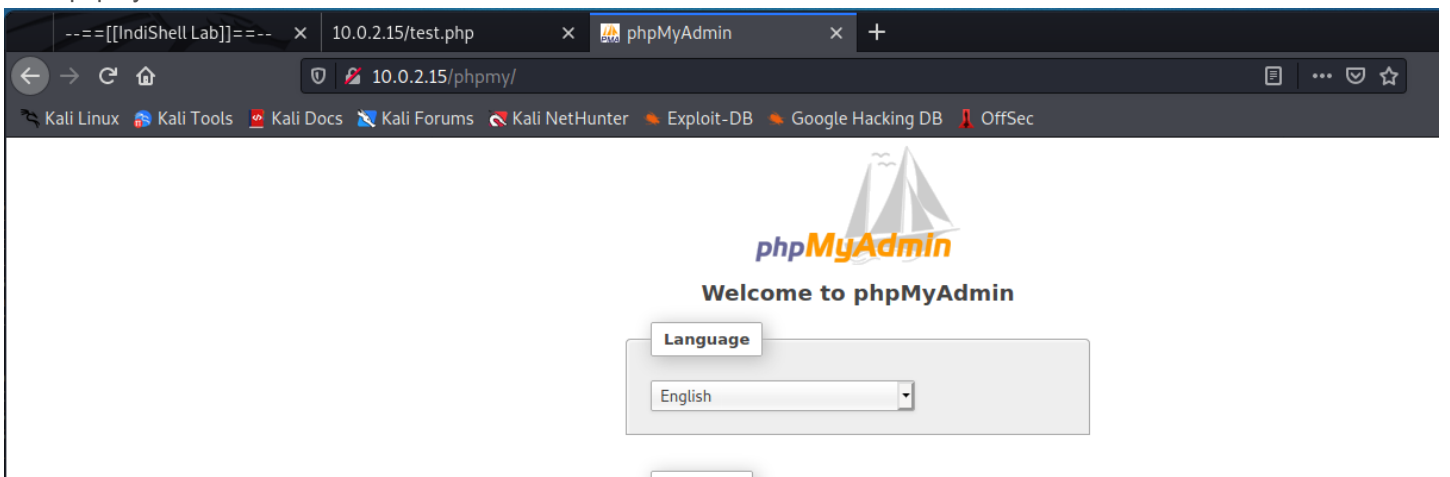 --==[[IndiShell Lab]]==-- 10.0.2.15/test.php phpMyAdmin
10.0.2.15/phpmy/
Kali Linux Kali Tools Kali Docs Kali Forums Kali NetHunter Exploit-DB Google Hacking DB OffSec
phpMyAdmin
Welcome to phpMyAdmin
Language
English